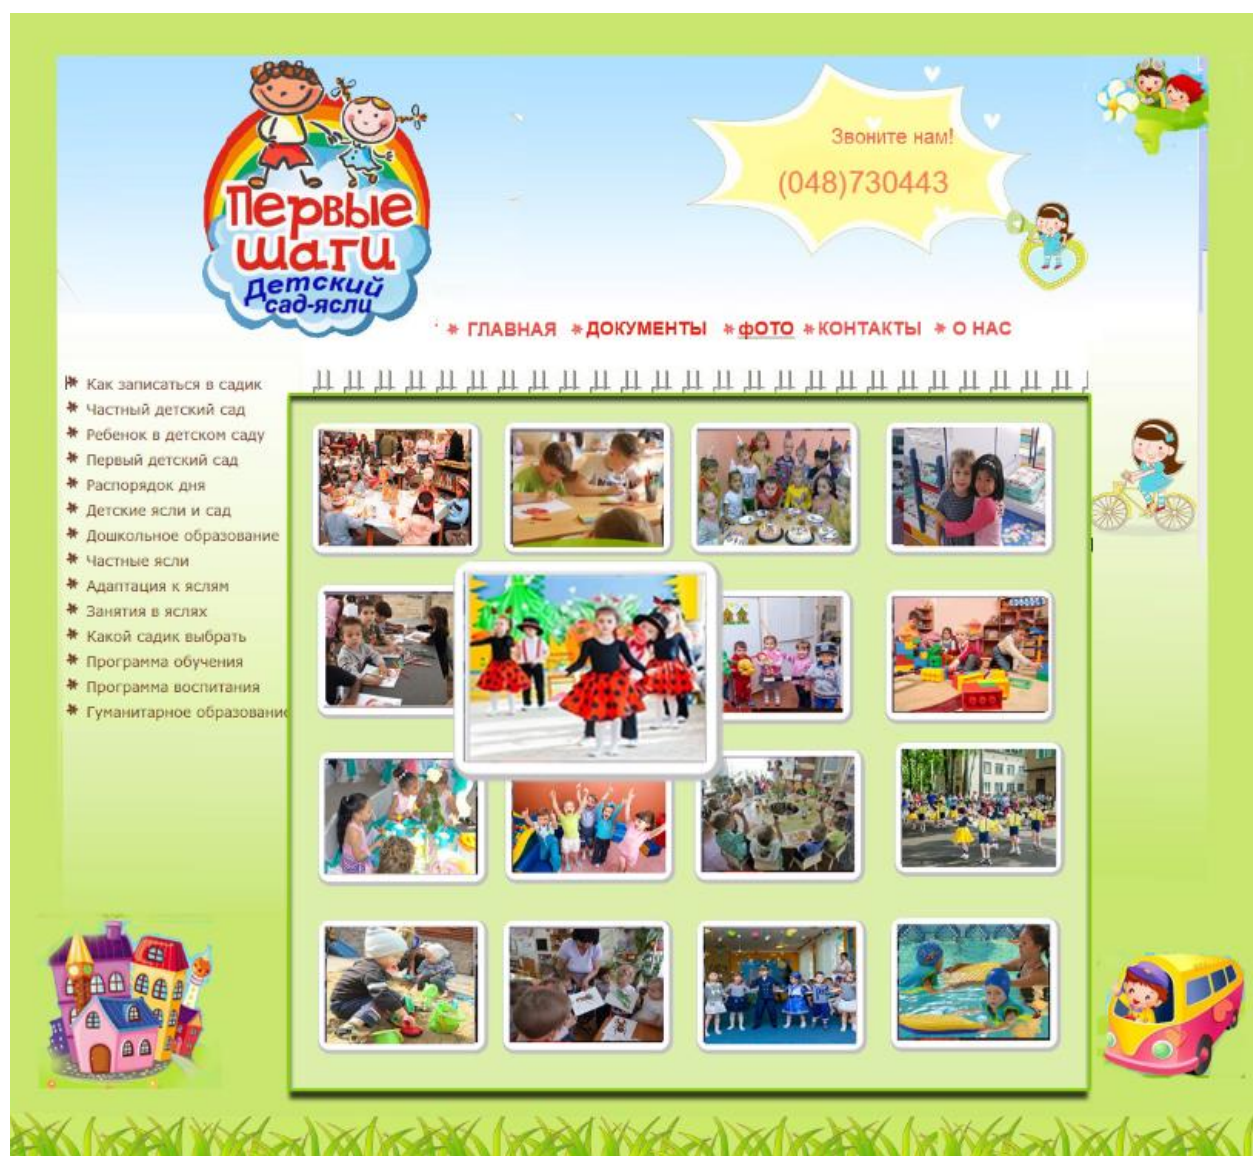 Звоните нам!
(048)730443
Первые
шаги
Детский
сад-ясли
ГЛАВНАЯ ДОКУМЕНТЫ фОТО КОНТАКТЫ О НАС
Как записаться в садик
Частный детский сад
Ребенок в детском саду
Первый детский сад
Распорядок дня
Детские ясли и сад
Дошкольное образование
Частные ясли
Адаптация к яслям
Занятия в яслях
Какой садик выбрать
Программа обучения
Программа воспитания
Гуманитарное образование